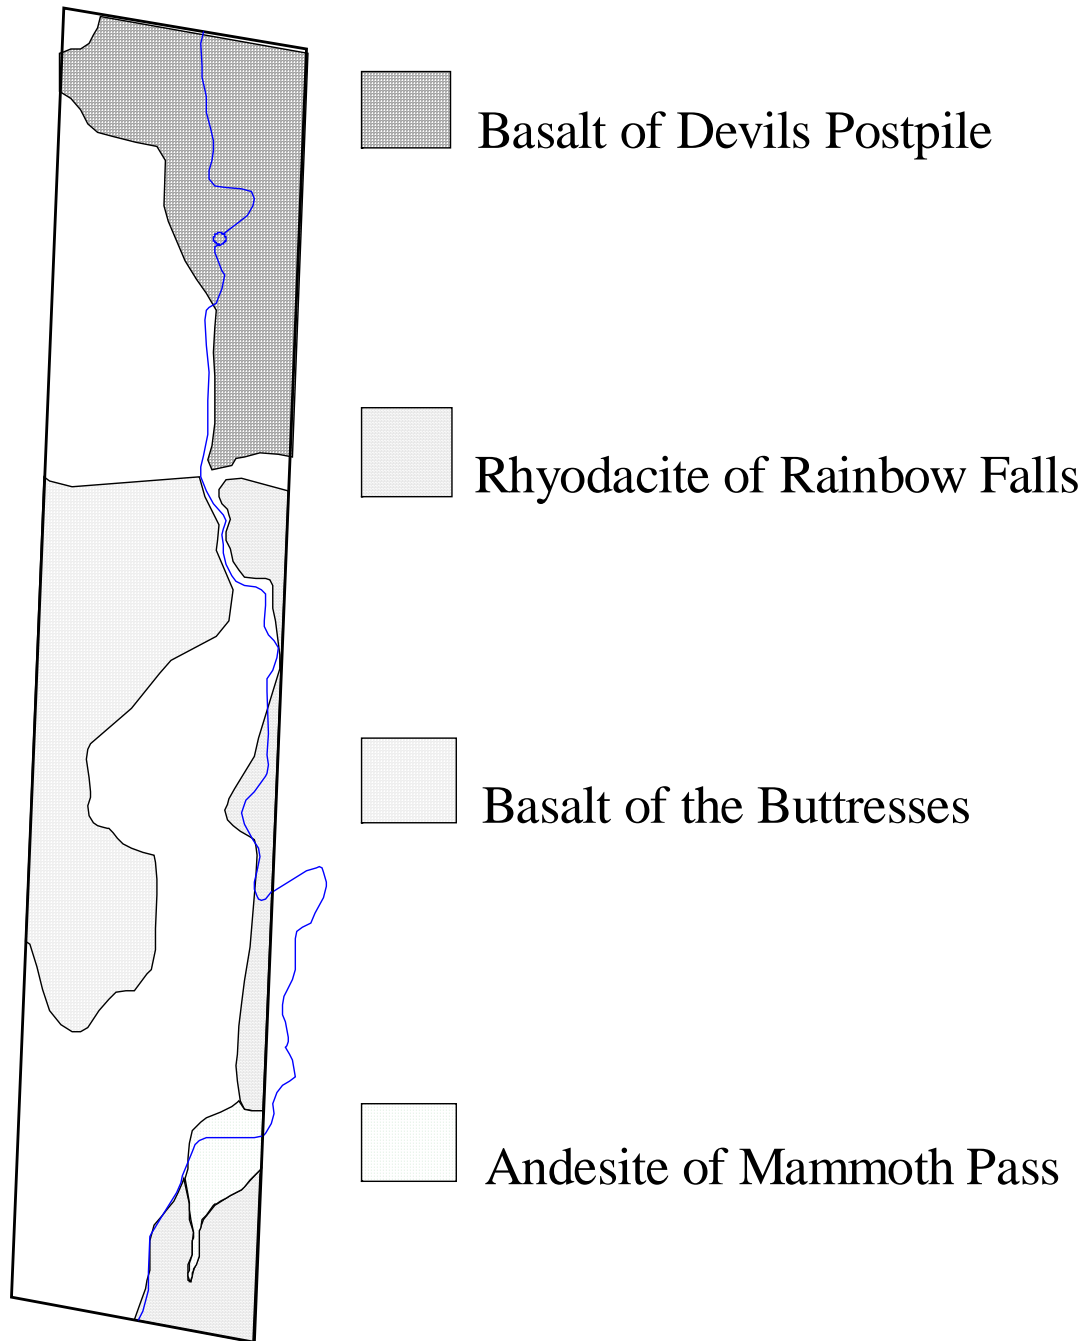 Basalt of Devils Postpile
Rhyodacite of Rainbow Falls
Basalt of the Buttresses
Andesite of Mammoth Pass